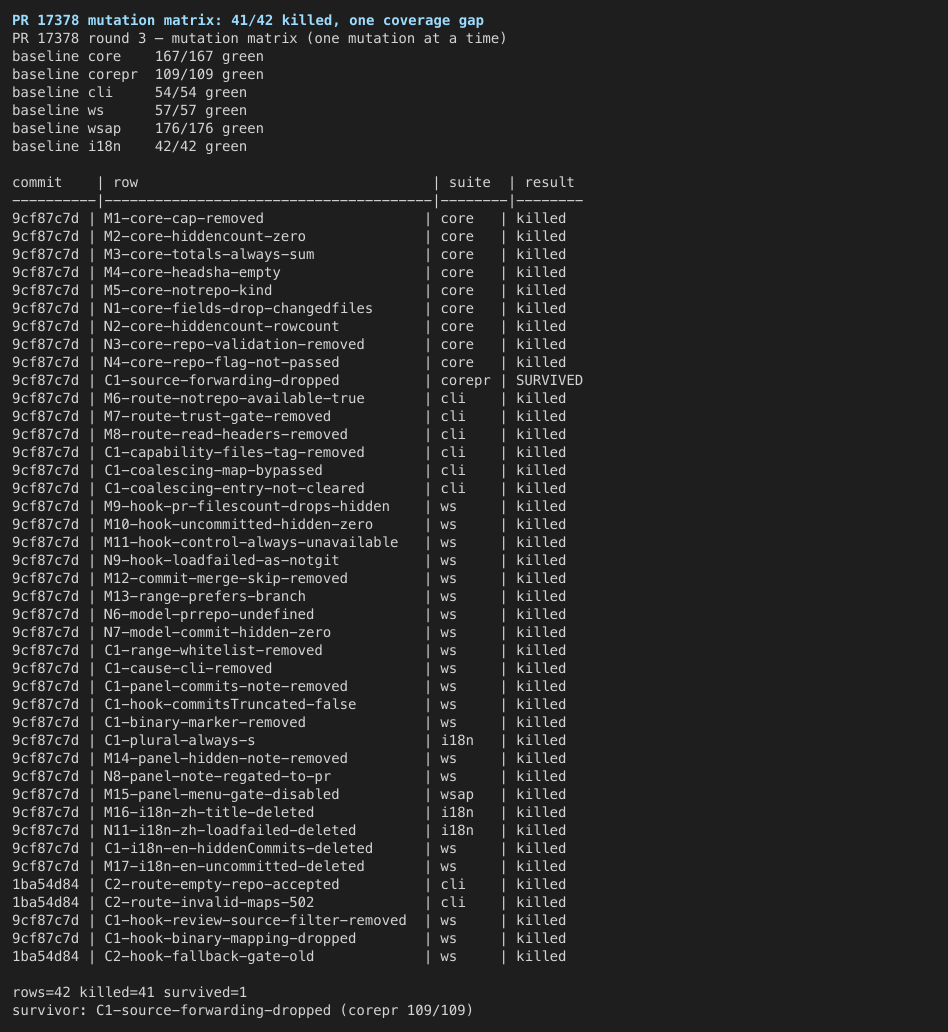 PR 17378 mutation matrix: 41/42 killed, one coverage gap
PR 17378 round 3 — mutation matrix (one mutation at a time)
baseline core    167/167 green
baseline corepr  109/109 green
baseline cli     54/54 green
baseline ws      57/57 green
baseline wsap    176/176 green
baseline i18n    42/42 green
commit    | row                                    | suite  | result
----------|---------------------------------------|--------|--------
9cf87c7d | M1-core-cap-removed                   | core   | killed
9cf87c7d | M2-core-hiddencount-zero              | core   | killed
9cf87c7d | M3-core-totals-always-sum             | core   | killed
9cf87c7d | M4-core-headsha-empty                 | core   | killed
9cf87c7d | M5-core-notrepo-kind                  | core   | killed
9cf87c7d | N1-core-fields-drop-changedfiles      | core   | killed
9cf87c7d | N2-core-hiddencount-rowcount          | core   | killed
9cf87c7d | N3-core-repo-validation-removed       | core   | killed
9cf87c7d | N4-core-repo-flag-not-passed          | core   | killed
9cf87c7d | C1-source-forwarding-dropped          | corepr | SURVIVED
9cf87c7d | M6-route-notrepo-available-true       | cli    | killed
9cf87c7d | M7-route-trust-gate-removed           | cli    | killed
9cf87c7d | M8-route-read-headers-removed         | cli    | killed
9cf87c7d | C1-capability-files-tag-removed       | cli    | killed
9cf87c7d | C1-coalescing-map-bypassed            | cli    | killed
9cf87c7d | C1-coalescing-entry-not-cleared       | cli    | killed
9cf87c7d | M9-hook-pr-filescount-drops-hidden    | ws     | killed
9cf87c7d | M10-hook-uncommitted-hidden-zero      | ws     | killed
9cf87c7d | M11-hook-control-always-unavailable   | ws     | killed
9cf87c7d | N9-hook-loadfailed-as-notgit          | ws     | killed
9cf87c7d | M12-commit-merge-skip-removed         | ws     | killed
9cf87c7d | M13-range-prefers-branch              | ws     | killed
9cf87c7d | N6-model-prrepo-undefined             | ws     | killed
9cf87c7d | N7-model-commit-hidden-zero           | ws     | killed
9cf87c7d | C1-range-whitelist-removed            | ws     | killed
9cf87c7d | C1-cause-cli-removed                  | ws     | killed
9cf87c7d | C1-panel-commits-note-removed         | ws     | killed
9cf87c7d | C1-hook-commitsTruncated-false        | ws     | killed
9cf87c7d | C1-binary-marker-removed              | ws     | killed
9cf87c7d | C1-plural-always-s                    | i18n   | killed
9cf87c7d | M14-panel-hidden-note-removed         | ws     | killed
9cf87c7d | N8-panel-note-regated-to-pr           | ws     | killed
9cf87c7d | M15-panel-menu-gate-disabled          | wsap   | killed
9cf87c7d | M16-i18n-zh-title-deleted             | i18n   | killed
9cf87c7d | N11-i18n-zh-loadfailed-deleted        | i18n   | killed
9cf87c7d | C1-i18n-en-hiddenCommits-deleted      | ws     | killed
9cf87c7d | M17-i18n-en-uncommitted-deleted       | ws     | killed
1ba54d84 | C2-route-empty-repo-accepted          | cli    | killed
1ba54d84 | C2-route-invalid-maps-502             | cli    | killed
9cf87c7d | C1-hook-review-source-filter-removed  | ws     | killed
9cf87c7d | C1-hook-binary-mapping-dropped        | ws     | killed
1ba54d84 | C2-hook-fallback-gate-old             | ws     | killed
rows=42 killed=41 survived=1
survivor: C1-source-forwarding-dropped (corepr 109/109)